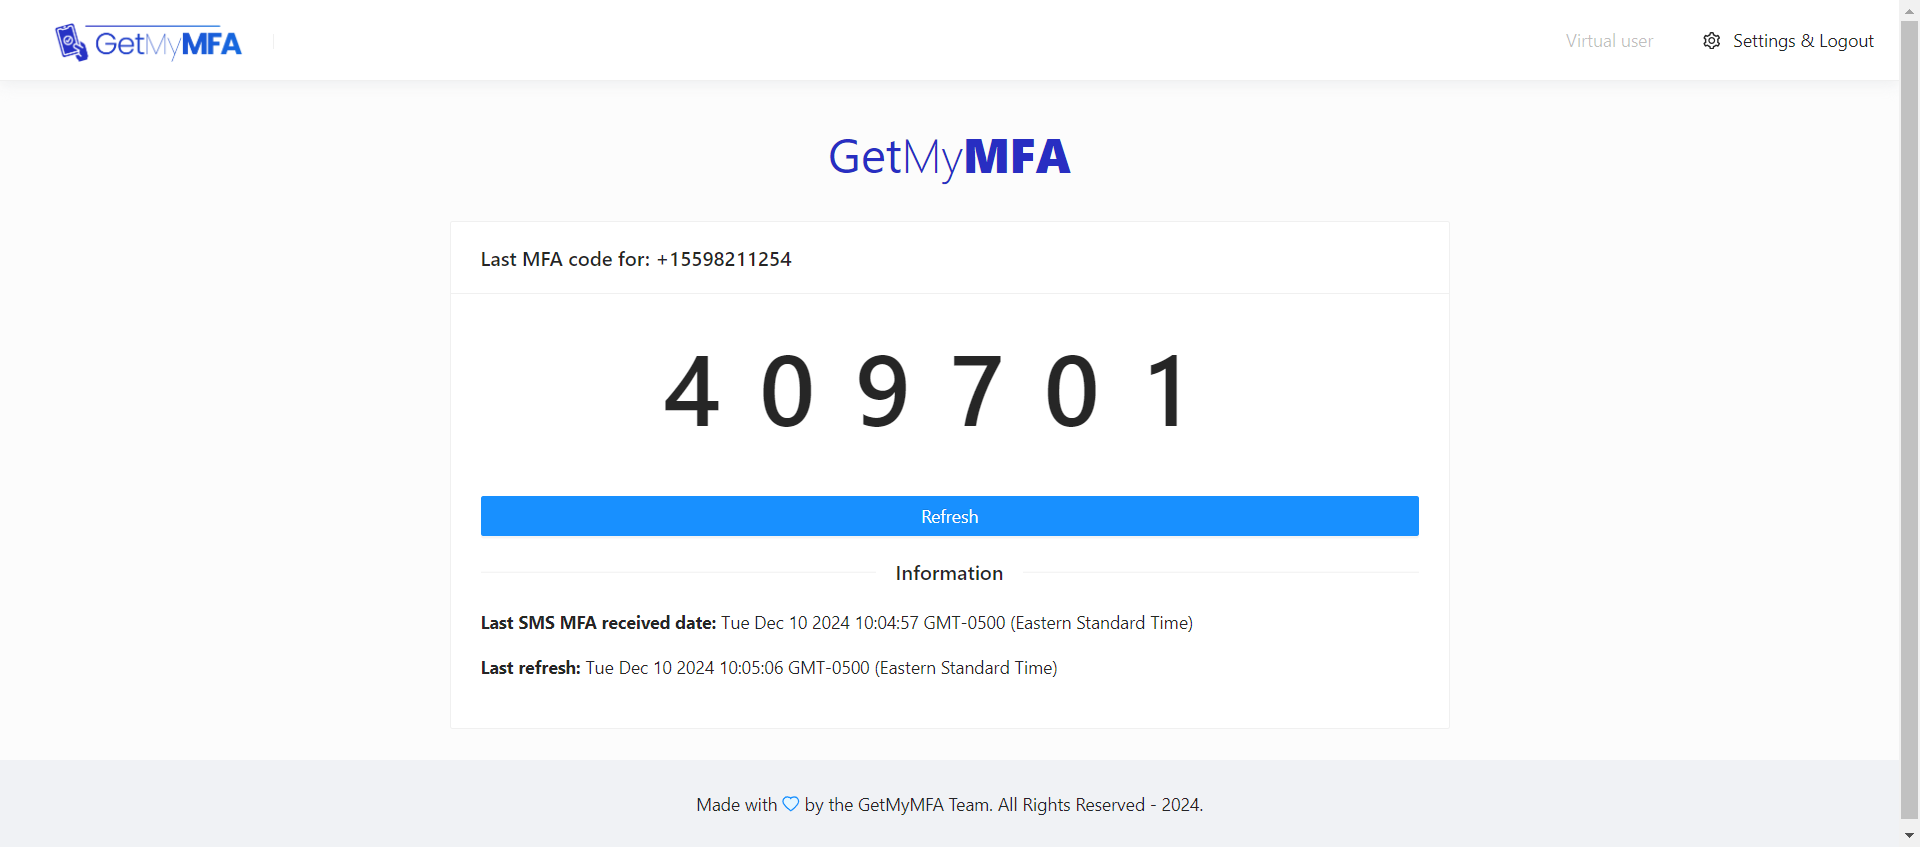 GetMyMFA
Virtual user
Settings & Logout
GetMyMFA
Last MFA code for: +15598211254
4 0 9 7 0 1
Refresh
Information
Last SMS MFA received date: Tue Dec 10 2024 10:04:57 GMT-0500 (Eastern Standard Time)
Last refresh: Tue Dec 10 2024 10:05:06 GMT-0500 (Eastern Standard Time)
Made with by the GetMyMFA Team. All Rights Reserved - 2024.